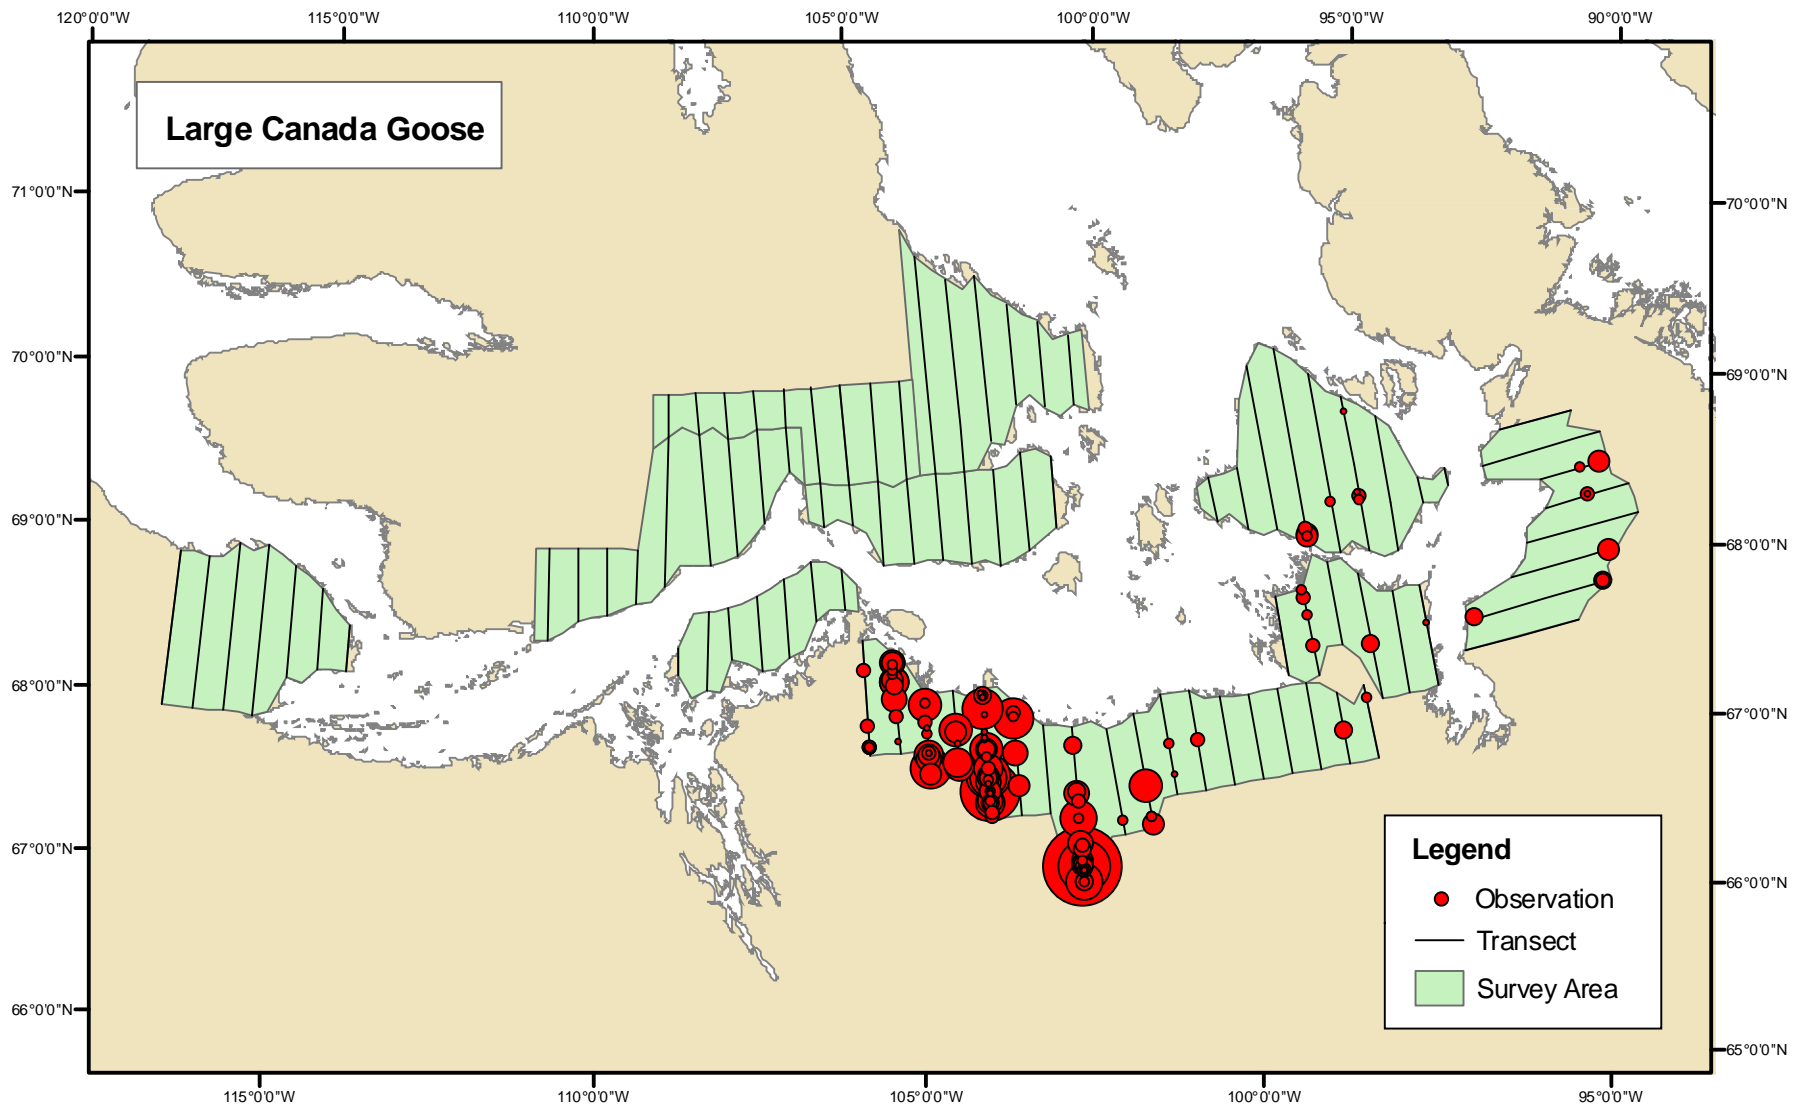 120°0'0"W 115°0'0"W 110°0'0"W 105°0'0"W 100°0'0"W 95°0'0"W 90°0'0"W
Large Canada Goose
71°0'0"N
70°0'0"N
70°0'0"N
69°0'0"N
69°0'0"N
68°0'0"N
68°0'0"N
67°0'0"N
67°0'0"N
66°0'0"N
66°0'0"N
65°0'0"N
Legend
Observation
Transect
Survey Area
115°0'0"W 110°0'0"W 105°0'0"W 100°0'0"W 95°0'0"W